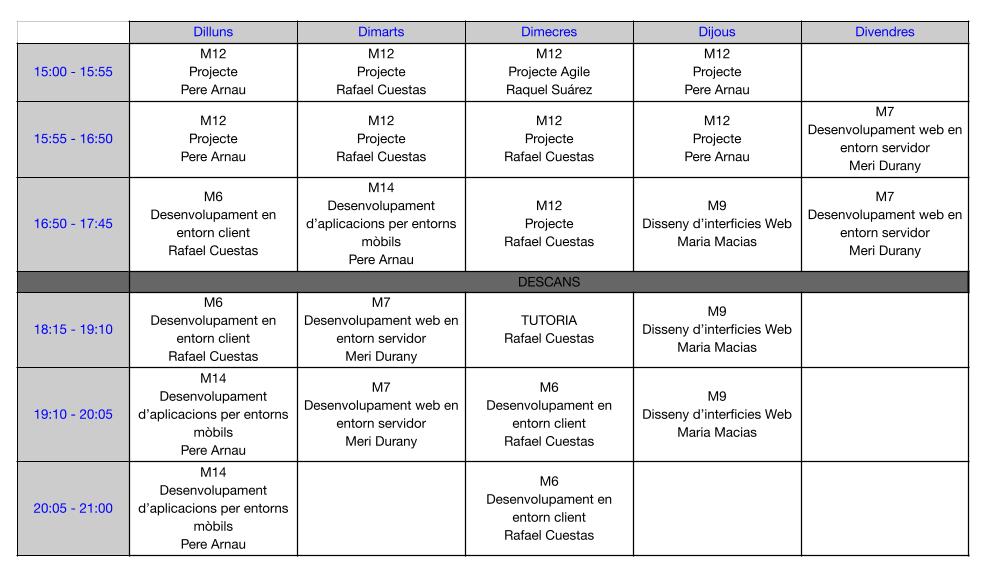 Dilluns Dimarts Dimecres Dijous Divendres
15:00 - 15:55
M12
Projecte
Pere Arnau
M12
Projecte
Rafael Cuestas
M12
Projecte Agile
Raquel Suárez
M12
Projecte
Pere Arnau
15:55 - 16:50
M12
Projecte
Pere Arnau
M12
Projecte
Rafael Cuestas
M12
Projecte
Rafael Cuestas
M12
Projecte
Pere Arnau
M7
Desenvolupament web en
entorn servidor
Meri Durany
16:50 - 17:45
M6
Desenvolupament en
entorn client
Rafael Cuestas
M14
Desenvolupament
d’aplicacions per entorns
mòbils
Pere Arnau
M12
Projecte
Rafael Cuestas
M9
Disseny d’interficies Web
Maria Macias
M7
Desenvolupament web en
entorn servidor
Meri Durany
DESCANS
18:15 - 19:10
M6
Desenvolupament en
entorn client
Rafael Cuestas
M7
Desenvolupament web en
entorn servidor
Meri Durany
TUTORIA
Rafael Cuestas
M9
Disseny d’interficies Web
Maria Macias
19:10 - 20:05
M14
Desenvolupament
d’aplicacions per entorns
mòbils
Pere Arnau
M7
Desenvolupament web en
entorn servidor
Meri Durany
M6
Desenvolupament en
entorn client
Rafael Cuestas
M9
Disseny d’interficies Web
Maria Macias
20:05 - 21:00
M14
Desenvolupament
d’aplicacions per entorns
mòbils
Pere Arnau
M6
Desenvolupament en
entorn client
Rafael Cuestas